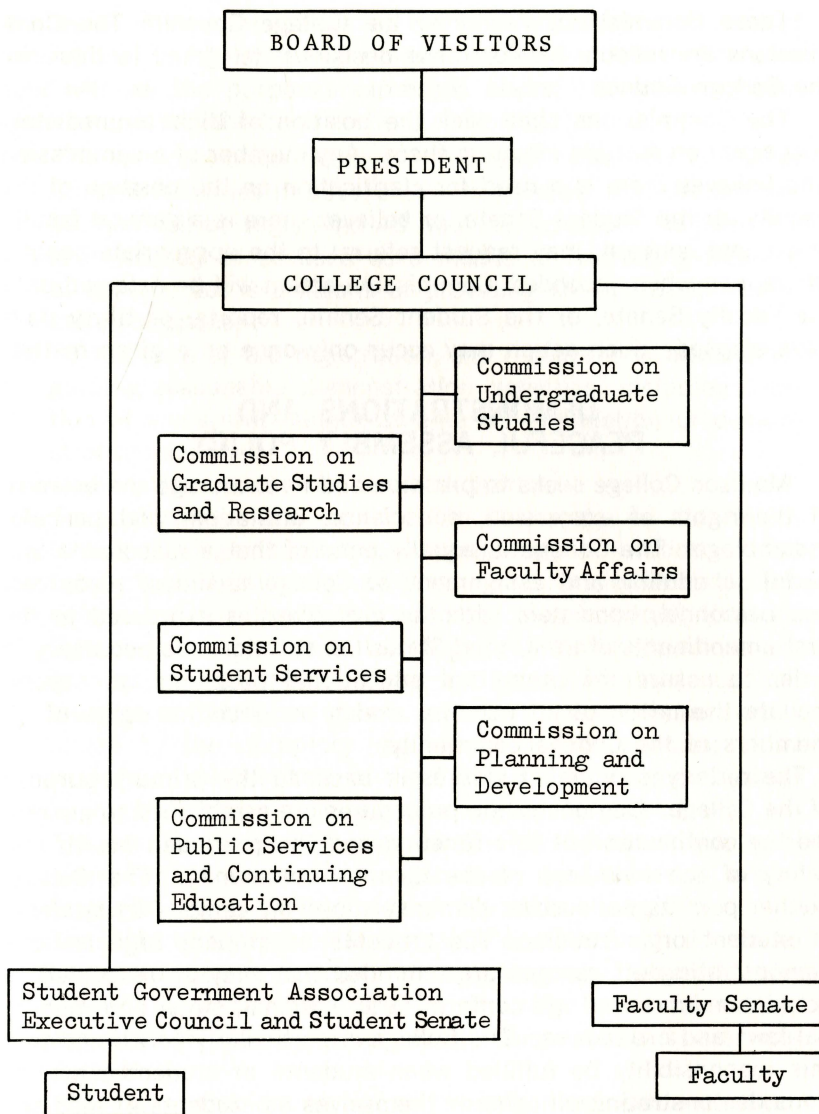 BOARD OF VISITORS
PRESIDENT
COLLEGE COUNCIL
Commission on
Undergraduate
Studies
Commission on
Graduate Studies
and Research
Commission on
Faculty Affairs
Commission on
Student Services
Commission on
Planning and
Development
Commission on
Public Services
and Continuing
Education
Student Government Association
Executive Council and Student Senate
Student
Faculty Senate
Faculty